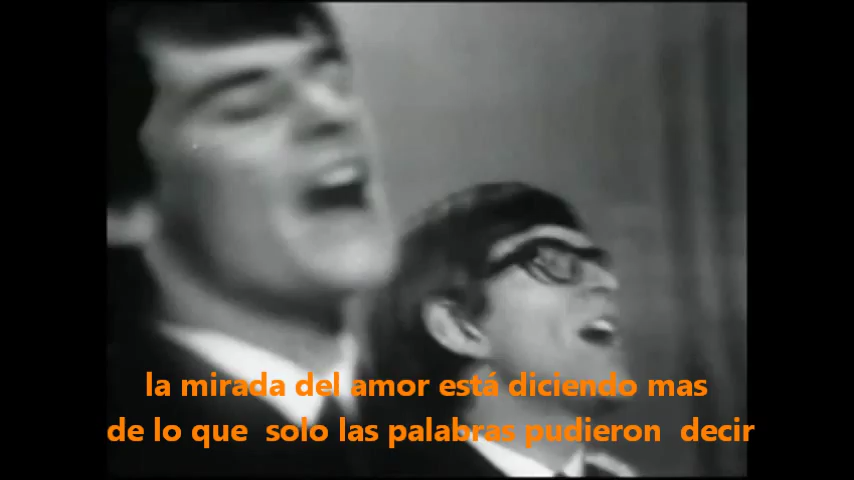 la mirada del amor está diciendo mas
de lo que solo las palabras pudieron decir